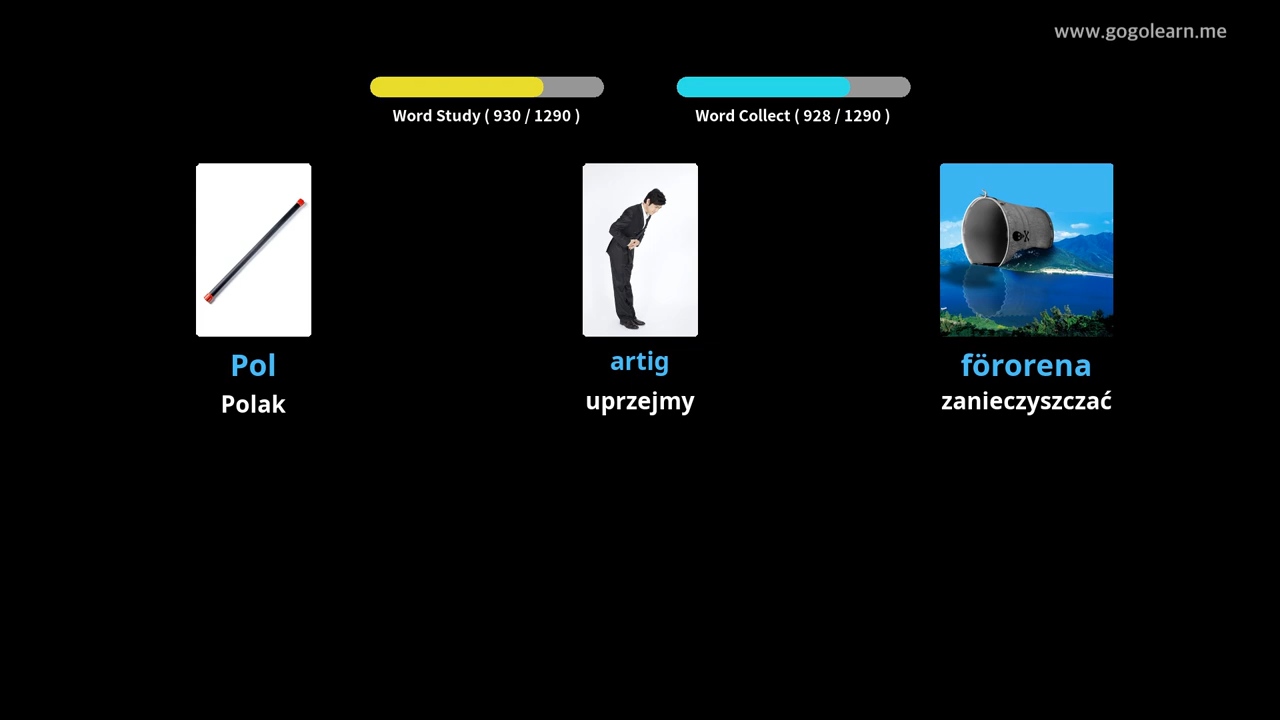 www.gogolearn.me
Word Study ( 930 / 1290 )
Word Collect ( 928 / 1290 )
Pol
Polak
artig
uprzejmy
förorena
zanieczyszczać